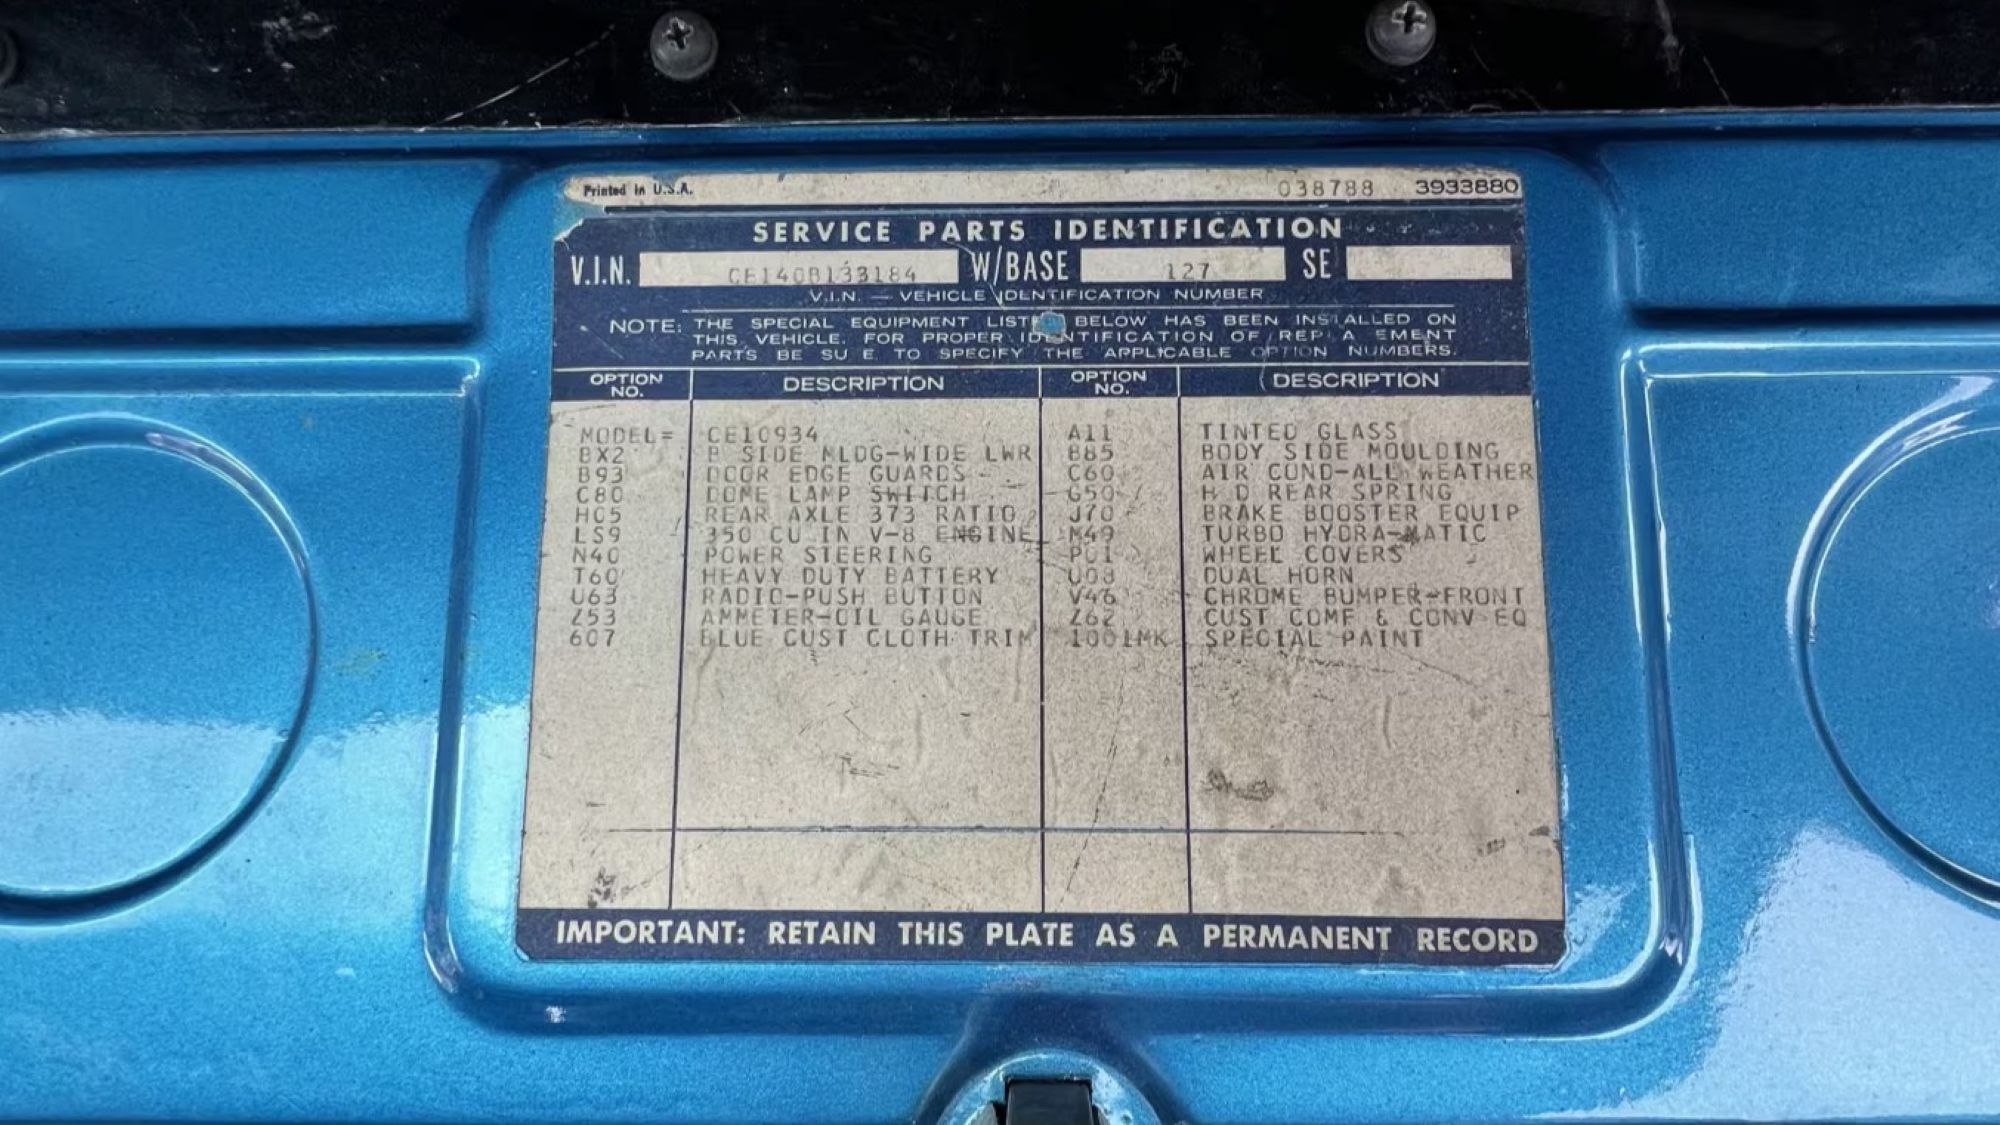 Printed in U.S.A. 038788 3933880
SERVICE PARTS IDENTIFICATION
V.I.N. CE140B133184 W/BASE 127 SE
V.I.N. — VEHICLE IDENTIFICATION NUMBER
NOTE: THE SPECIAL EQUIPMENT LISTE BELOW HAS BEEN INSTALLED ON
THIS VEHICLE. FOR PROPER IDENTIFICATION OF REPLA EMENT
PARTS BE SU E TO SPECIFY THE APPLICABLE OPTION NUMBERS.
OPTION NO. DESCRIPTION OPTION NO. DESCRIPTION
MODEL= CE10934 A11 TINTED GLASS
BX2 B SIDE MLDG-WIDE LWR B85 BODY SIDE MOULDING
B93 DOOR EDGE GUARDS C60 AIR COND-ALL WEATHER
C80 DOME LAMP SWITCH G50 H D REAR SPRING
H05 REAR AXLE 373 RATIO J70 BRAKE BOOSTER EQUIP
LS9 350 CU IN V-8 ENGINE M49 TURBO HYDRA-MATIC
N40 POWER STEERING P01 WHEEL COVERS
T60 HEAVY DUTY BATTERY U08 DUAL HORN
U63 RADIO-PUSH BUTTON V46 CHROME BUMPER-FRONT
Z53 AMMETER-OIL GAUGE Z62 CUST COMF & CONV EQ
607 BLUE CUST CLOTH TRIM 1001MK SPECIAL PAINT
IMPORTANT: RETAIN THIS PLATE AS A PERMANENT RECORD